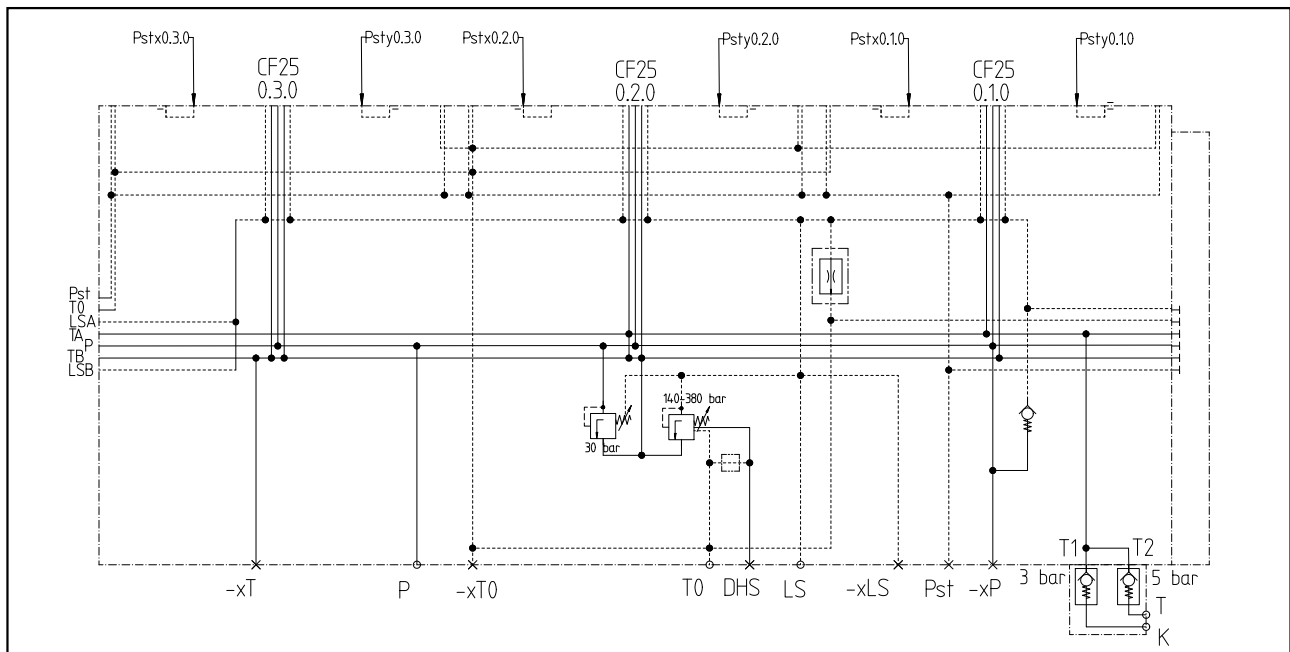 Pstx0.3.0 Psty0.3.0 Pstx0.2.0 Psty0.2.0 Pstx0.1.0 Psty0.1.0
CF25 CF25 CF25
0.3.0 0.2.0 0.1.0
Pst
T0
LSA
TA
P
TB
LSB
140-380 bar
30 bar
T1 T2
3 bar 5 bar
-xT P -xT0 T0 DHS LS -xLS Pst -xP
T
K